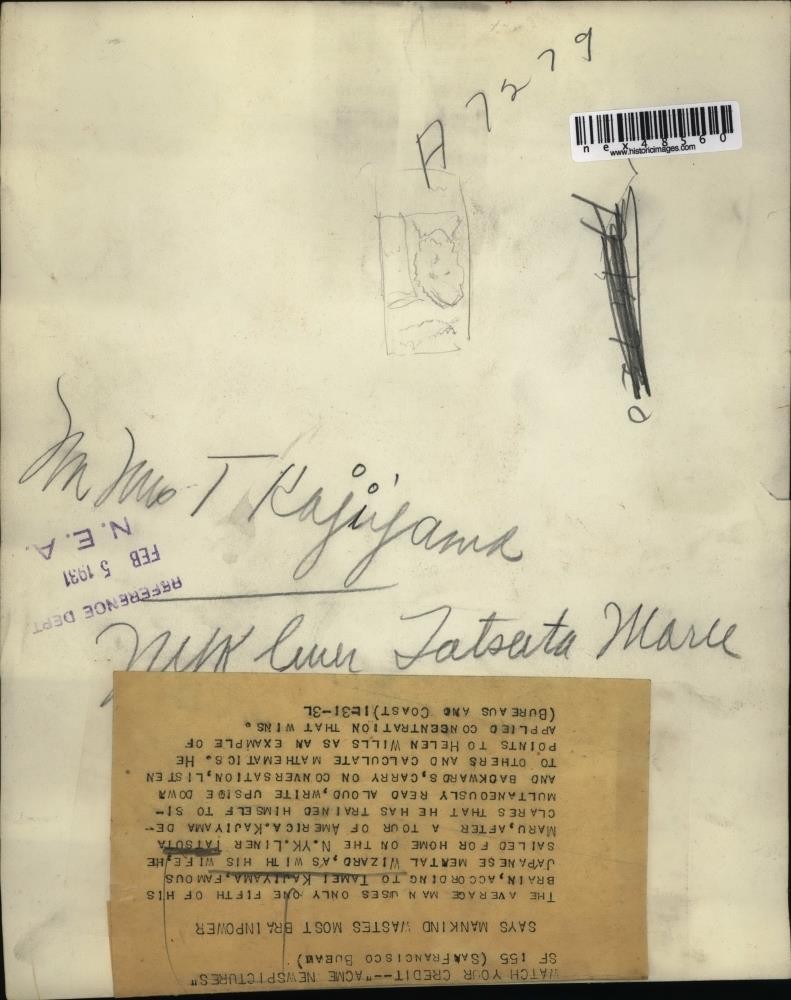 A7279
nex48560
www.historicimages.com
Mr Mrs T Kajiyama
N.E.A.
FEB 5 1931
REFERENCE DEPT
NYK liner Tatsuta Maru
WATCH YOUR CREDIT--"ACME NEWSPICTURES"
SF 155 (SAN FRANCISCO BUREAU)
SAYS MANKIND WASTES MOST BRAINPOWER
THE AVERAGE MAN USES ONLY ONE FIFTH OF HIS
BRAIN,ACCORDING TO TAMEI KAJIYAMA,FAMOUS
JAPANESE MENTAL WIZARD,AS WITH HIS WIFE,HE
SAILED FOR HOME ON THE N.YK.LINER TATSUTA
MARU,AFTER A TOUR OF AMERICA.KAJIYAMA DE-
CLARES THAT HE HAS TRAINED HIMSELF TO SI-
MULTANEOUSLY READ ALOUD,WRITE UPSIDE DOWN
AND BACKWARDS,CARRY ON CONVERSATION,LISTEN
TO OTHERS AND CALCULATE MATHEMATICS. HE
POINTS TO HELEN WILLS AS AN EXAMPLE OF
APPLIED CONCENTRATION THAT WINS.
(BUREAUS AND COAST)1-31-31